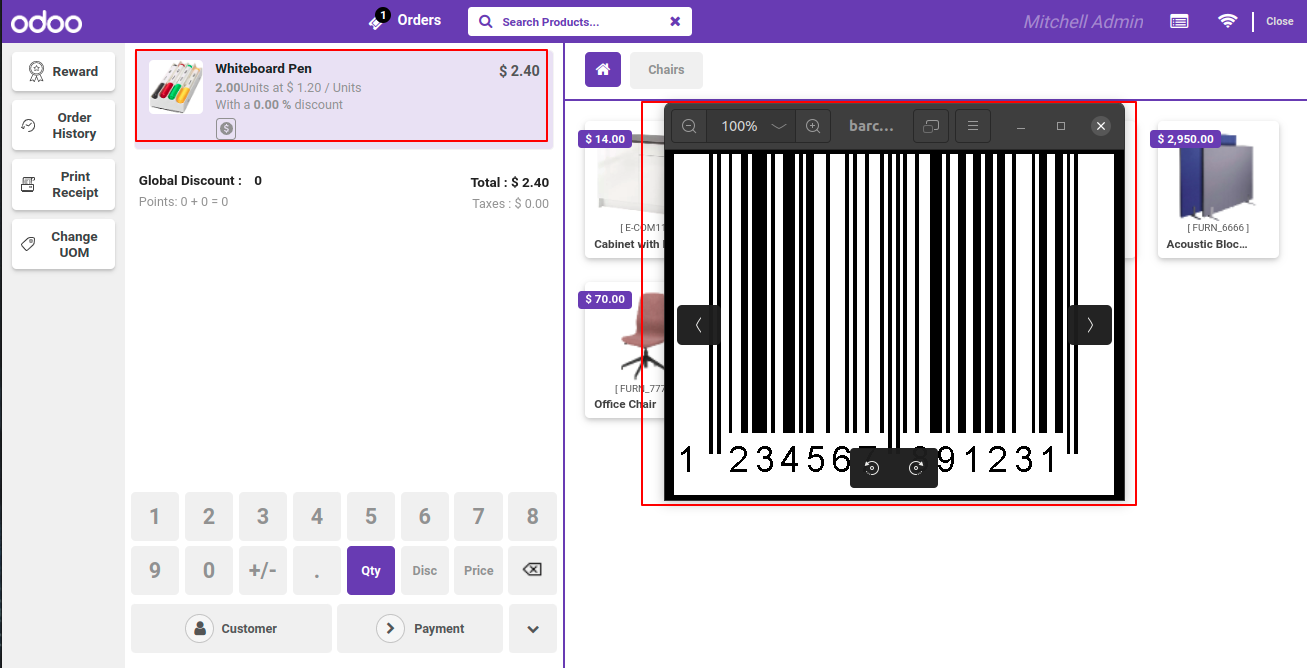 odoo
1
Orders
Search Products...
Mitchell Admin
Close
Reward
Order
History
Print
Receipt
Change
UOM
Whiteboard Pen
$ 2.40
2.00Units at $ 1.20 / Units
With a 0.00 % discount
$
Global Discount : 0
Total : $ 2.40
Points: 0 + 0 = 0
Taxes : $ 0.00
1 2 3 4 5 6 7 8
9 0 +/- . Qty Disc Price
Customer
Payment
Chairs
$ 14.00
[ E-COM11
Cabinet with
$ 70.00
[ FURN_777
Office Chair
100%
barc...
1 234567 891231
$ 2,950.00
[ FURN_6666 ]
Acoustic Bloc...